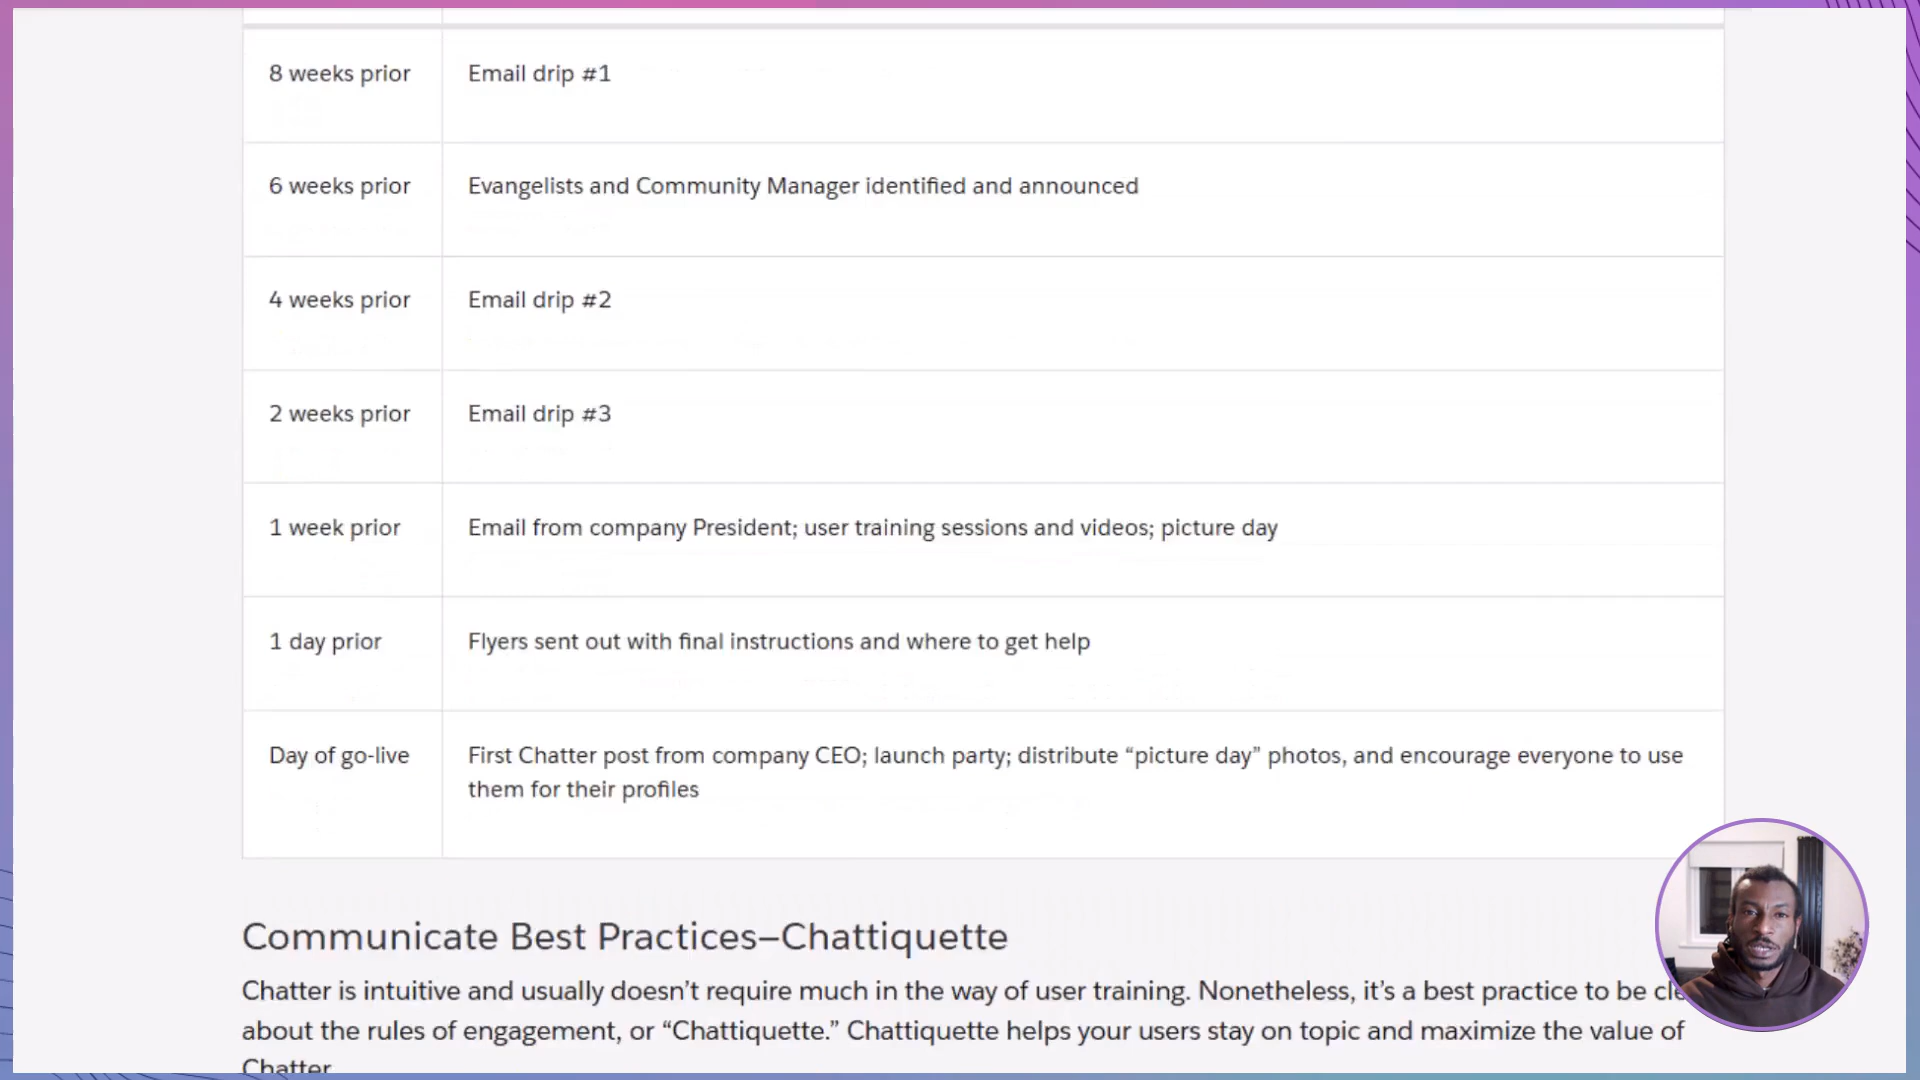 8 weeks prior
Email drip #1
6 weeks prior
Evangelists and Community Manager identified and announced
4 weeks prior
Email drip #2
2 weeks prior
Email drip #3
1 week prior
Email from company President; user training sessions and videos; picture day
1 day prior
Flyers sent out with final instructions and where to get help
Day of go-live
First Chatter post from company CEO; launch party; distribute “picture day” photos, and encourage everyone to use
them for their profiles
Communicate Best Practices—Chattiquette
Chatter is intuitive and usually doesn’t require much in the way of user training. Nonetheless, it’s a best practice to be
about the rules of engagement, or “Chattiquette.” Chattiquette helps your users stay on topic and maximize the value of
Chatter